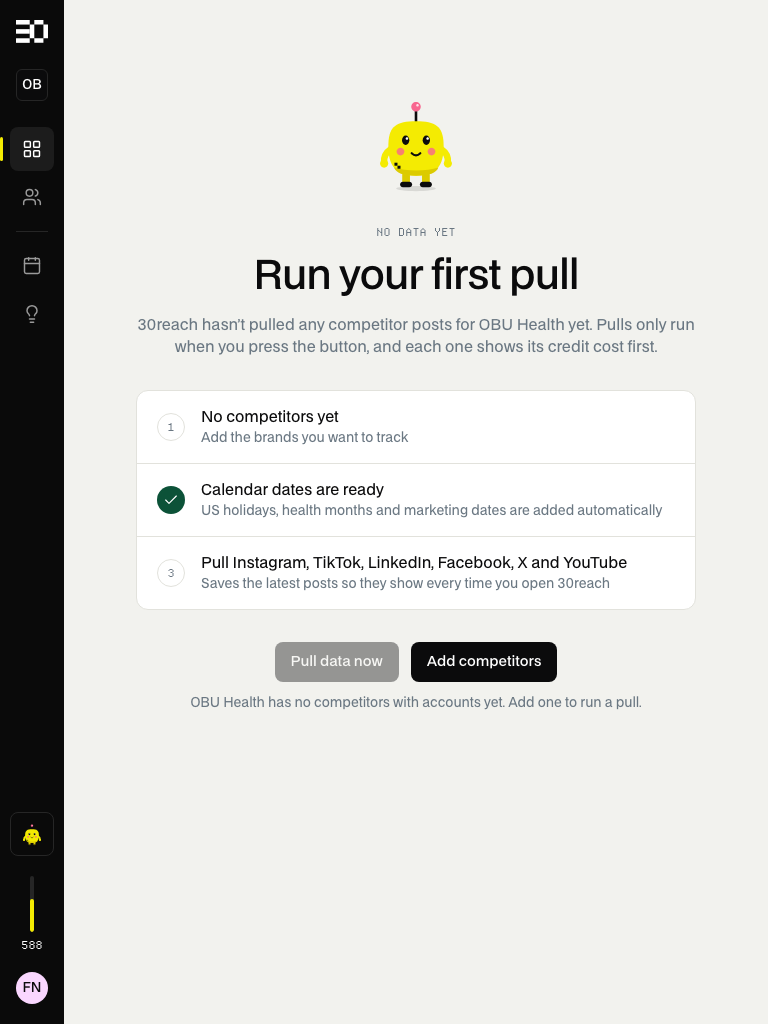 30
OB
NO DATA YET
Run your first pull
30reach hasn't pulled any competitor posts for OBU Health yet. Pulls only run
when you press the button, and each one shows its credit cost first.
1
No competitors yet
Add the brands you want to track
Calendar dates are ready
US holidays, health months and marketing dates are added automatically
3
Pull Instagram, TikTok, LinkedIn, Facebook, X and YouTube
Saves the latest posts so they show every time you open 30reach
Pull data now
Add competitors
OBU Health has no competitors with accounts yet. Add one to run a pull.
588
FN